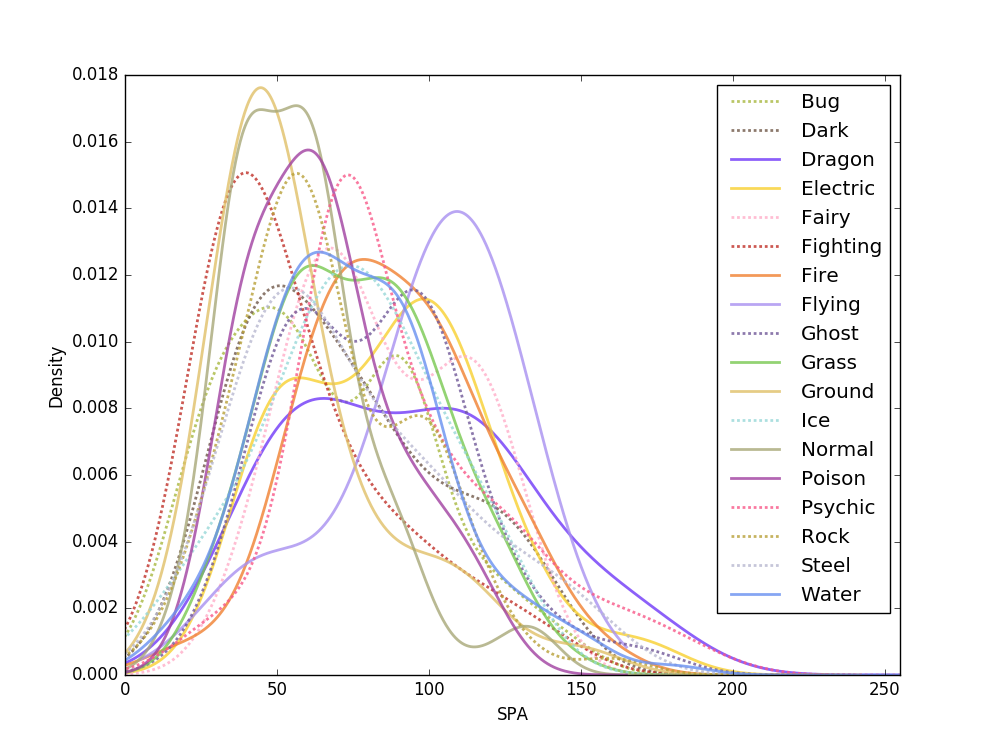 0.018
0.016
0.014
0.012
0.010
0.008
0.006
0.004
0.002
0.000
Density
0 50 100 150 200 250
SPA
Bug
Dark
Dragon
Electric
Fairy
Fighting
Fire
Flying
Ghost
Grass
Ground
Ice
Normal
Poison
Psychic
Rock
Steel
Water